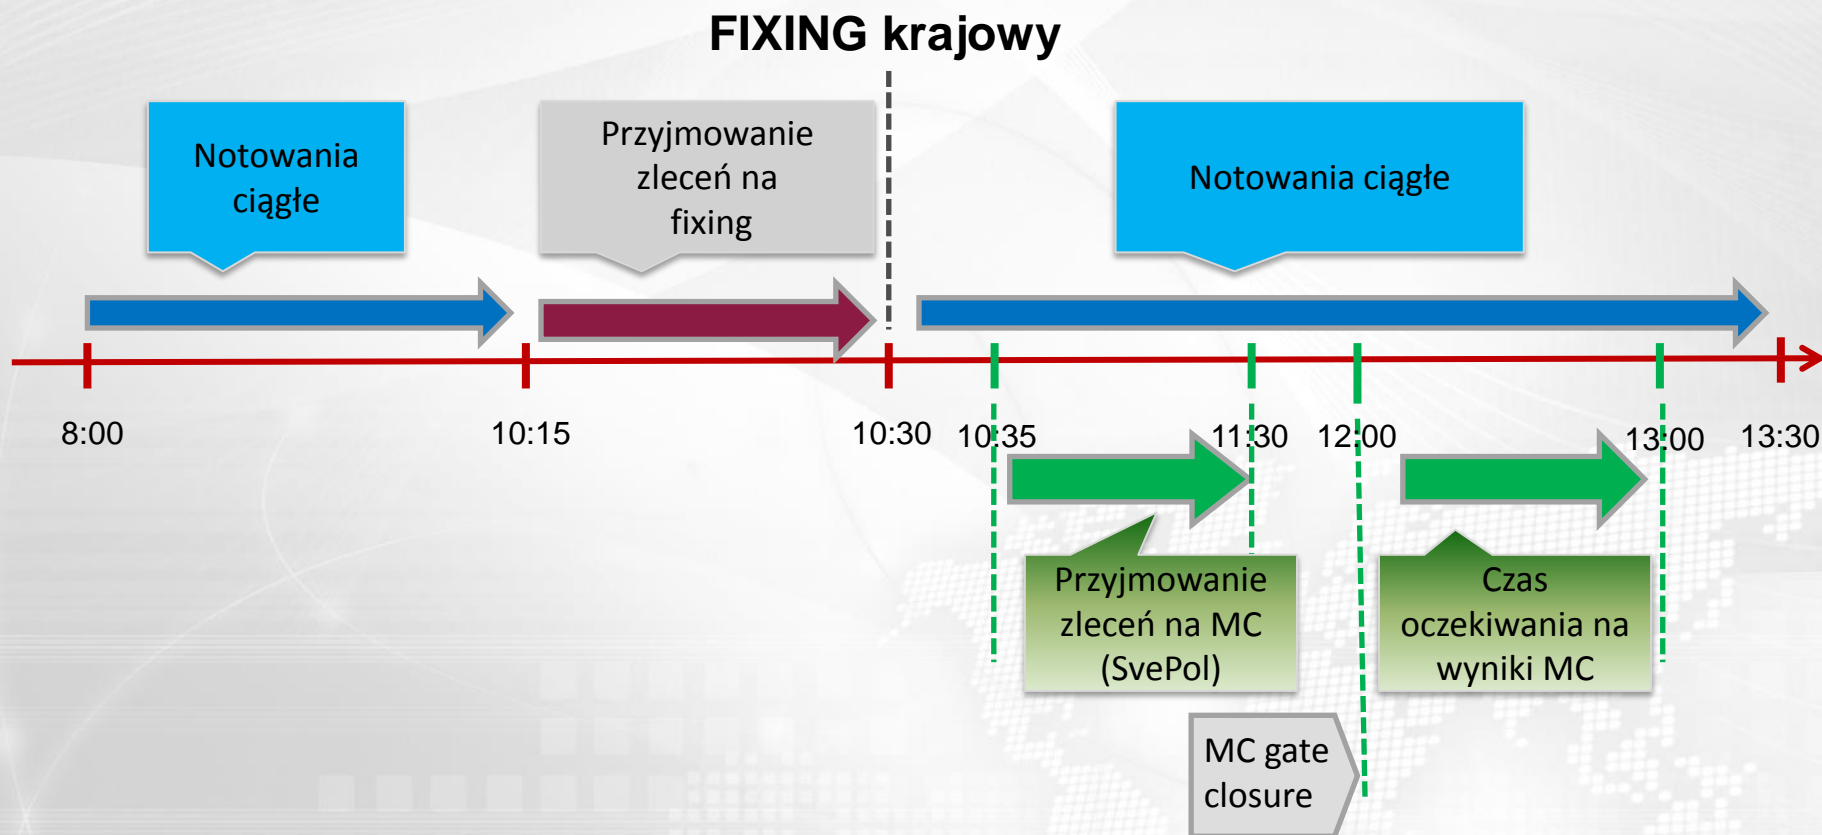 FIXING krajowy
Notowania
ciągłe
Przyjmowanie
zleceń na
fixing
Notowania ciągłe
8:00
10:15
10:30
10:35
11:30
12:00
13:00
13:30
Przyjmowanie
zleceń na MC
(SvePol)
Czas
oczekiwania na
wyniki MC
MC gate
closure